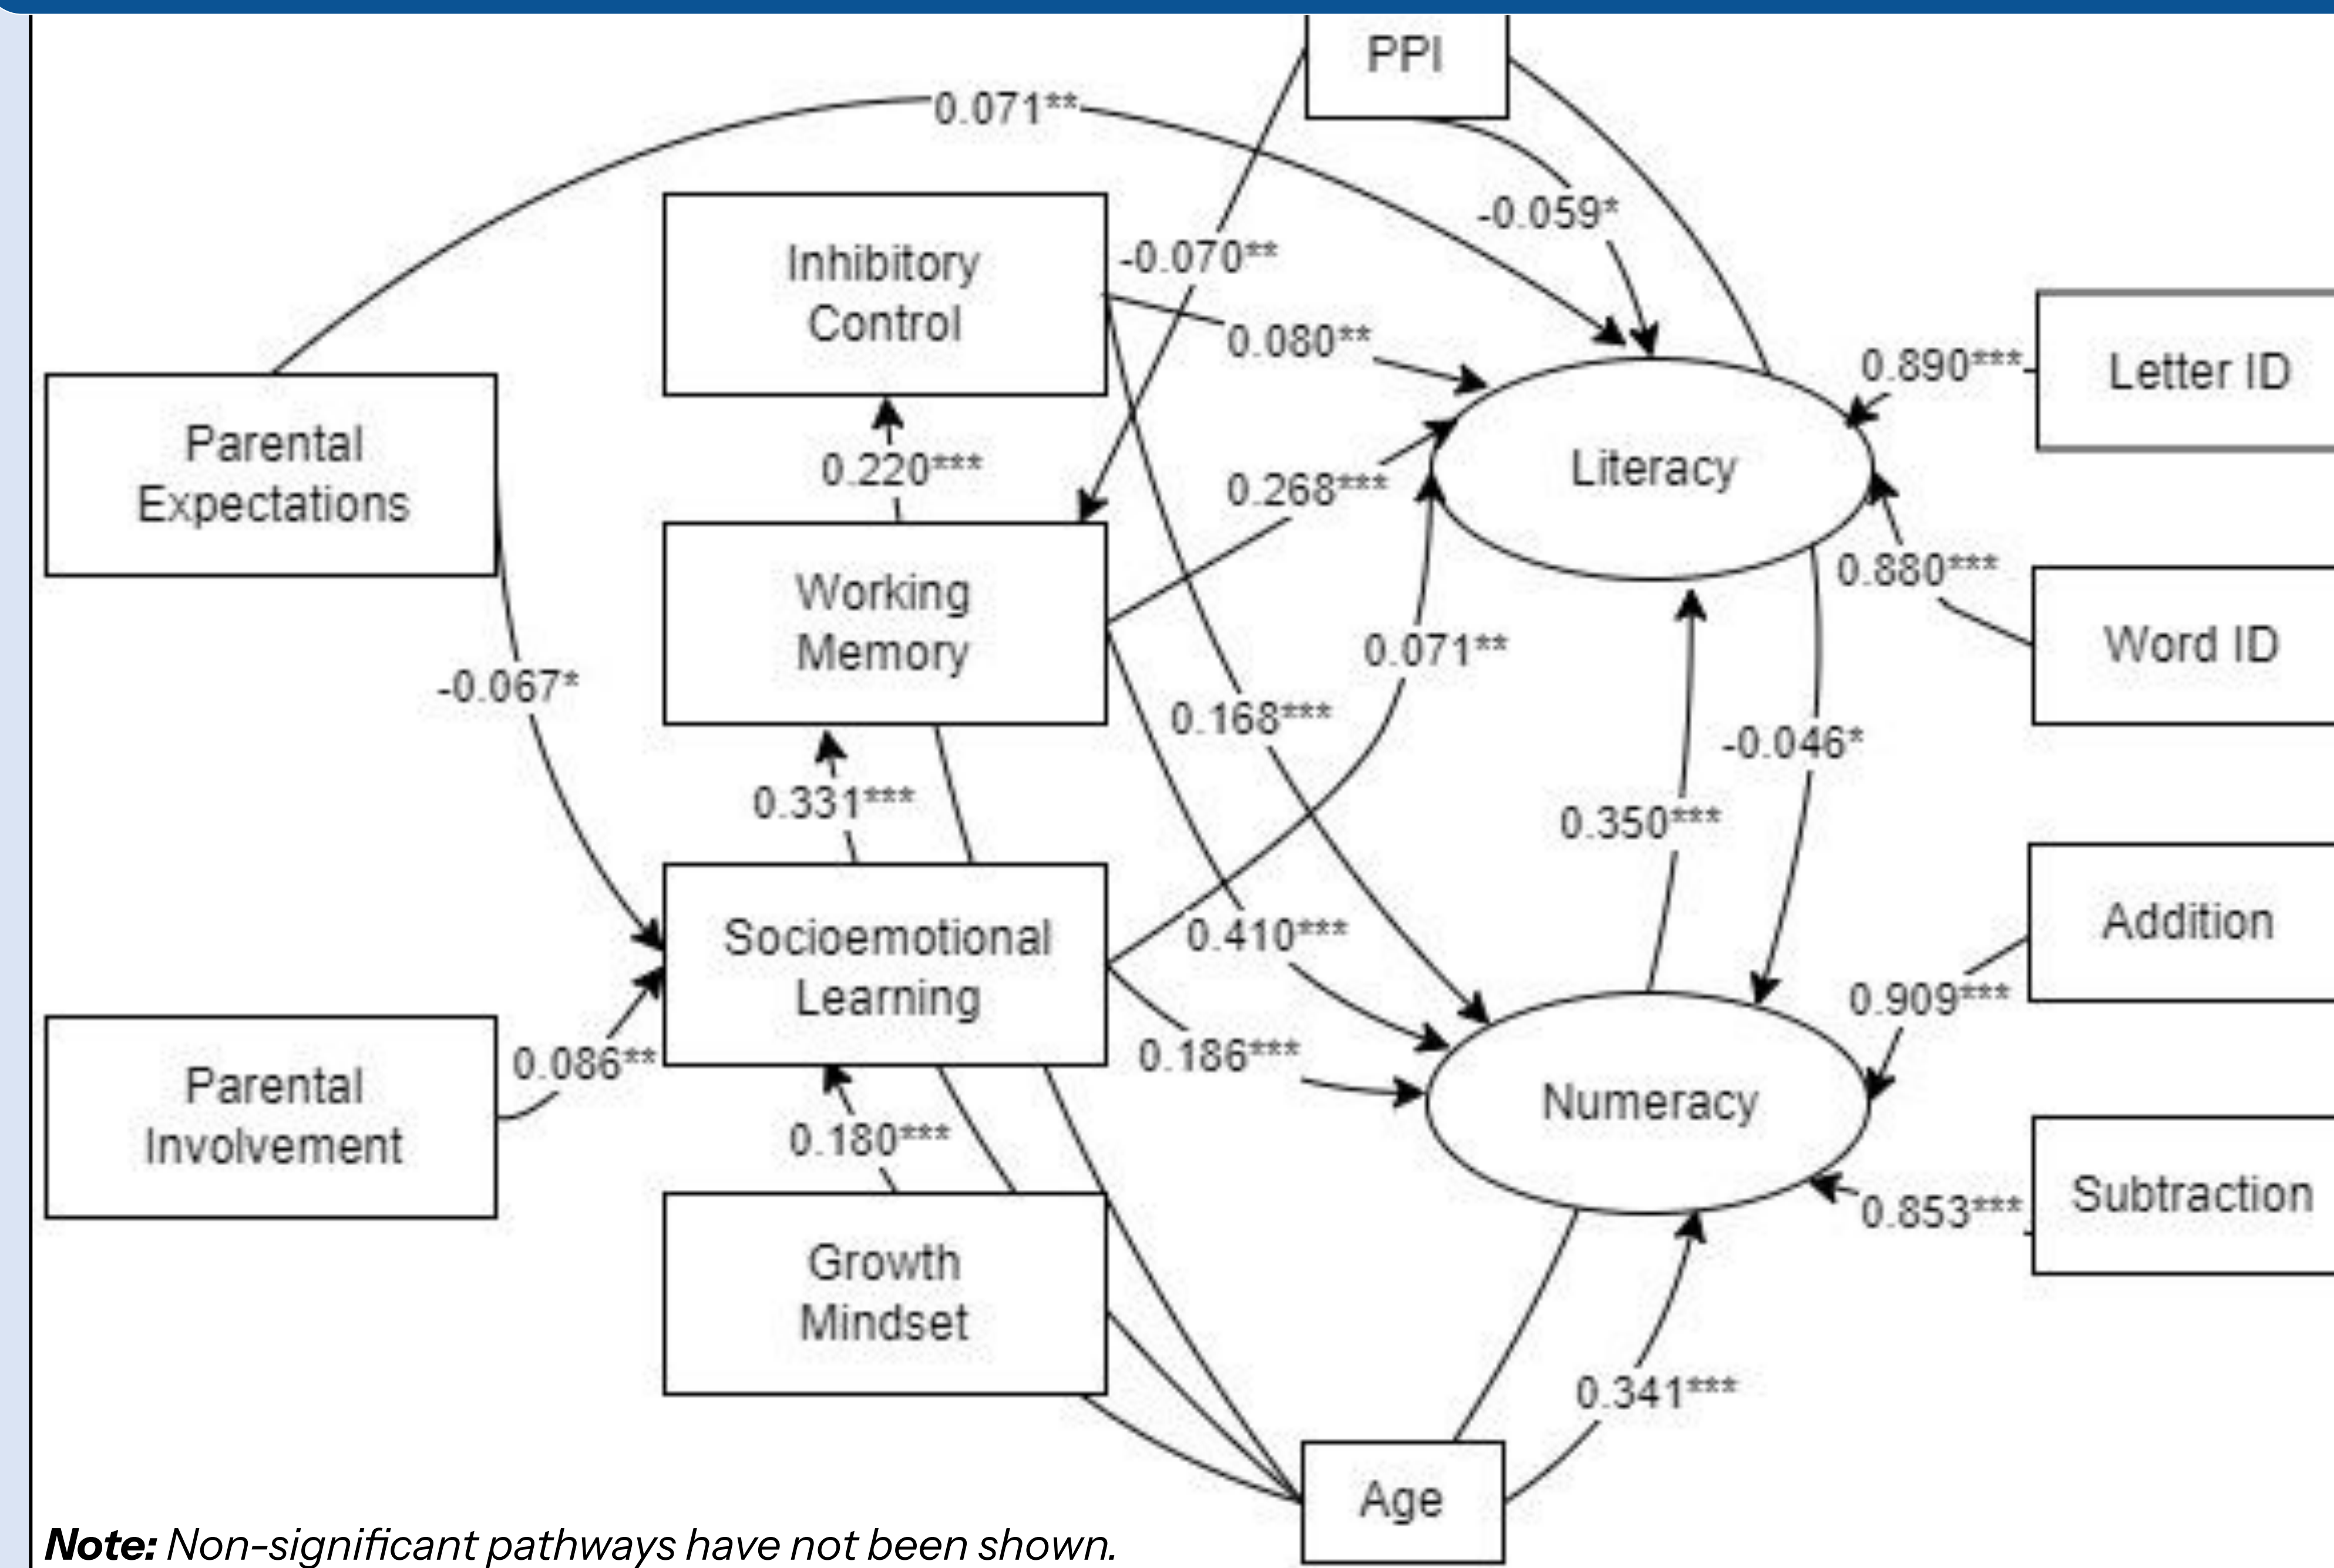 PPI
0.071**
-0.059*
Inhibitory
Control
-0.070**
0.080**
Parental
Expectations
0.220***
0.268***
Literacy
0.890***
Letter ID
Working
Memory
0.880***
Word ID
-0.067*
0.071**
0.168***
-0.046*
0.331***
0.350***
Socioemotional
Learning
0.410***
Addition
0.909***
Parental
Involvement
0.086**
0.186***
Numeracy
0.180***
0.853***
Subtraction
Growth
Mindset
0.341***
Age
Note: Non-significant pathways have not been shown.